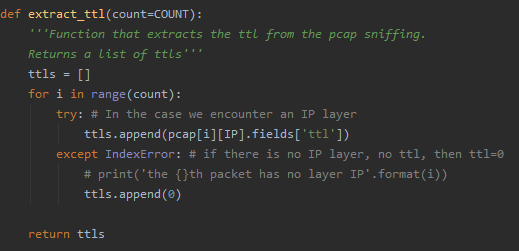 def extract_ttl(count=COUNT):
    '''Function that extracts the ttl from the pcap sniffing.
    Returns a list of ttls'''
    ttls = []
    for i in range(count):
        try: # In the case we encounter an IP layer
            ttls.append(pcap[i][IP].fields['ttl'])
        except IndexError: # if there is no IP layer, no ttl, then ttl=0
            # print('the {}th packet has no layer IP'.format(i))
            ttls.append(0)

    return ttls